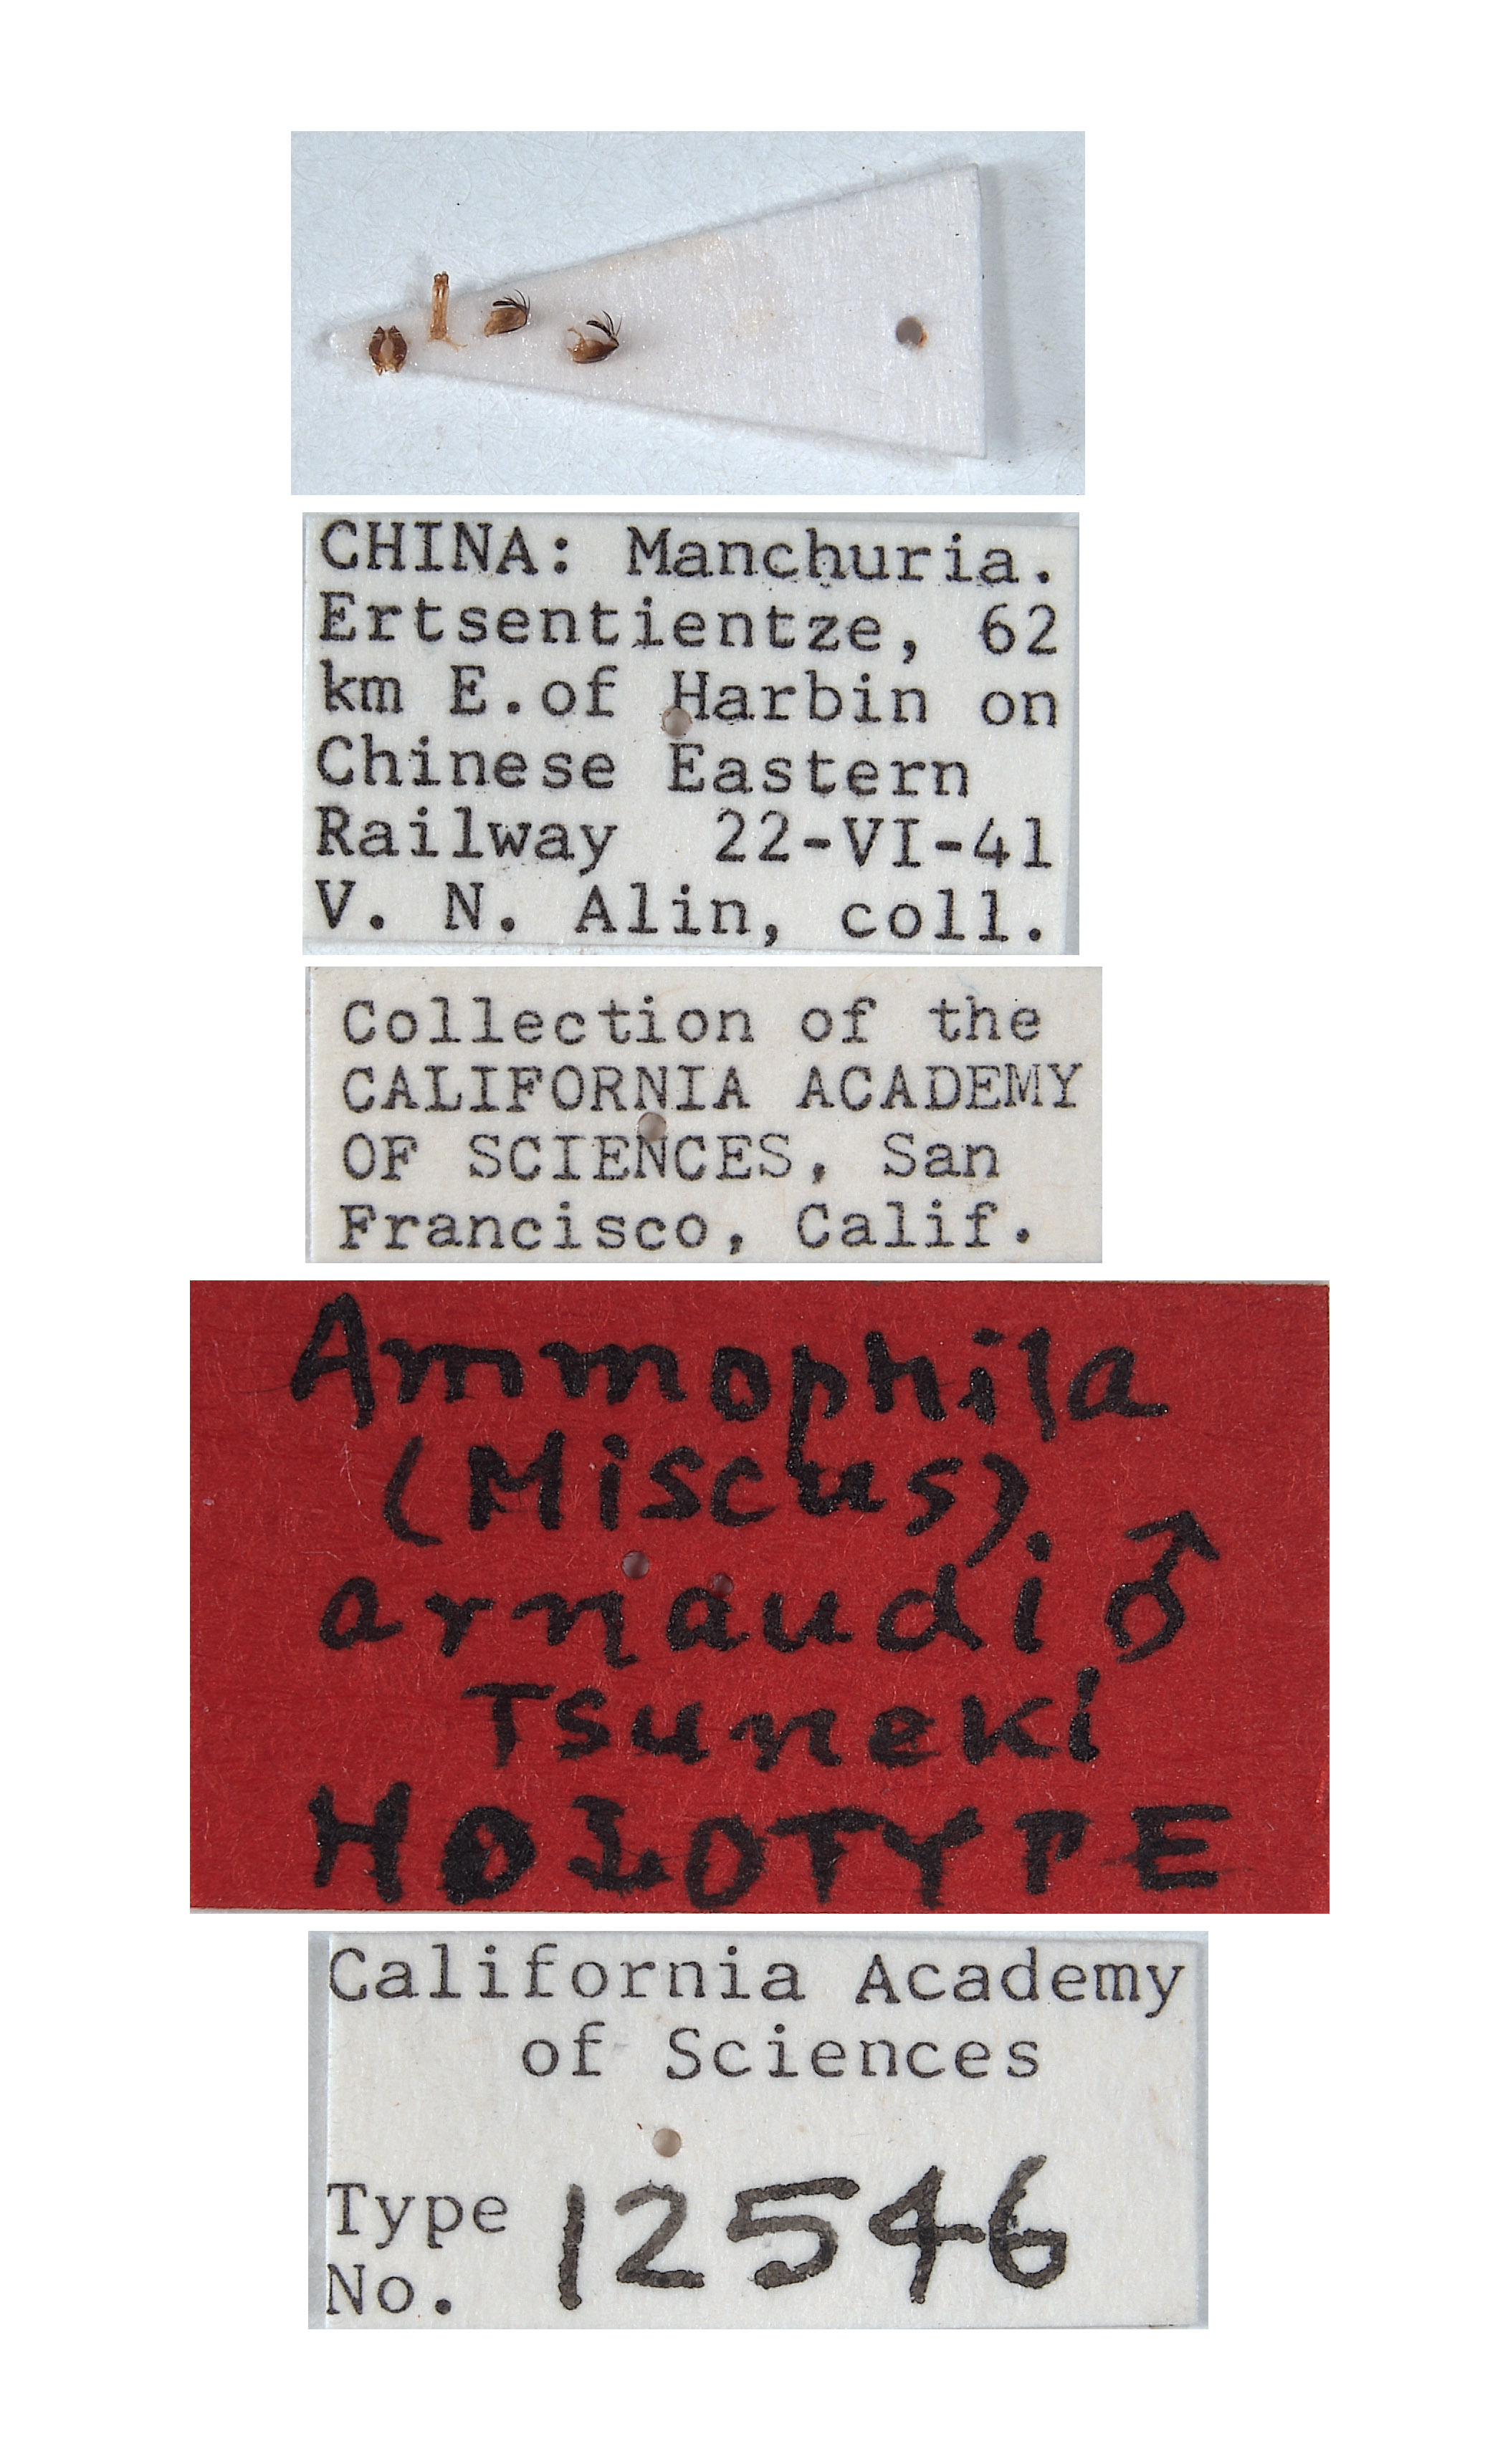 CHINA: Manchuria.
Ertsentientze, 62
km E.of Harbin on
Chinese Eastern
Railway 22-VI-41
V. N. Alin, coll.
Collection of the
CALIFORNIA ACADEMY
OF SCIENCES, San
Francisco, Calif.
Ammophila
(Miscus)
arnaudi ♂
Tsuneki
HOLOTYPE
California Academy
of Sciences
Type
No. 12546